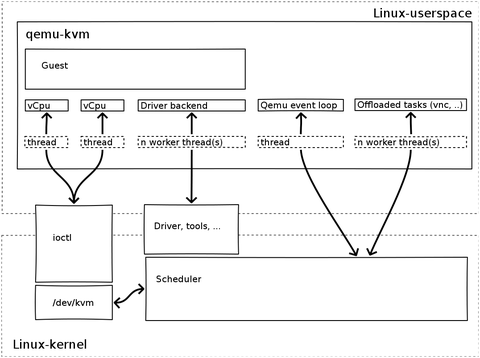 Linux-userspace
qemu-kvm
Guest
vCpu
vCpu
Driver backend
Qemu event loop
Offloaded tasks (vnc, ..)
thread
thread
n worker thread(s)
thread
n worker thread(s)
ioctl
Driver, tools, ...
Scheduler
/dev/kvm
Linux-kernel